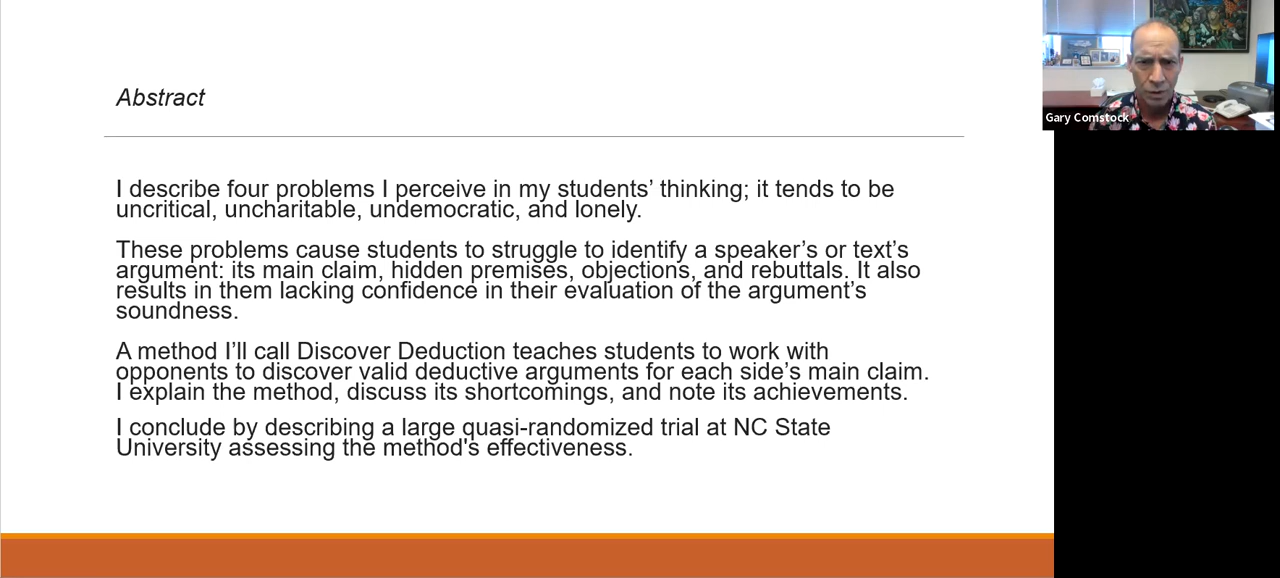 Abstract
I describe four problems I perceive in my students’ thinking; it tends to be
uncritical, uncharitable, undemocratic, and lonely.
These problems cause students to struggle to identify a speaker’s or text’s
argument: its main claim, hidden premises, objections, and rebuttals. It also
results in them lacking confidence in their evaluation of the argument’s
soundness.
A method I’ll call Discover Deduction teaches students to work with
opponents to discover valid deductive arguments for each side’s main claim.
I explain the method, discuss its shortcomings, and note its achievements.
I conclude by describing a large quasi-randomized trial at NC State
University assessing the method's effectiveness.
Gary Comstock